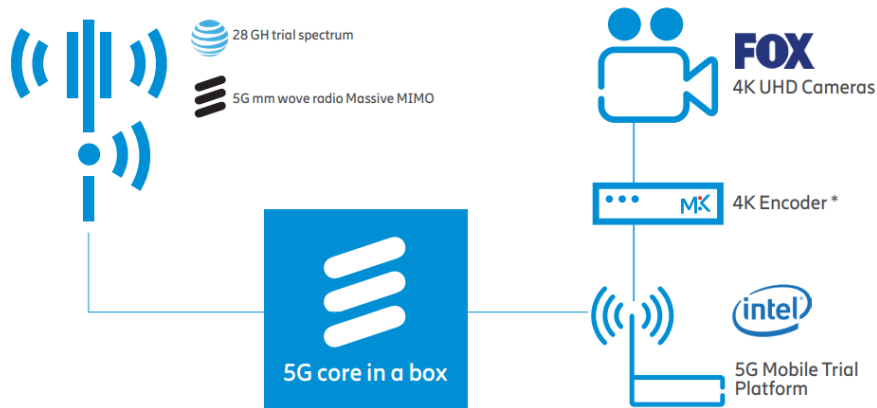 28 GH trial spectrum
5G mm wave radio Massive MIMO
FOX
4K UHD Cameras
MK
4K Encoder *
intel
5G Mobile Trial
Platform
5G core in a box